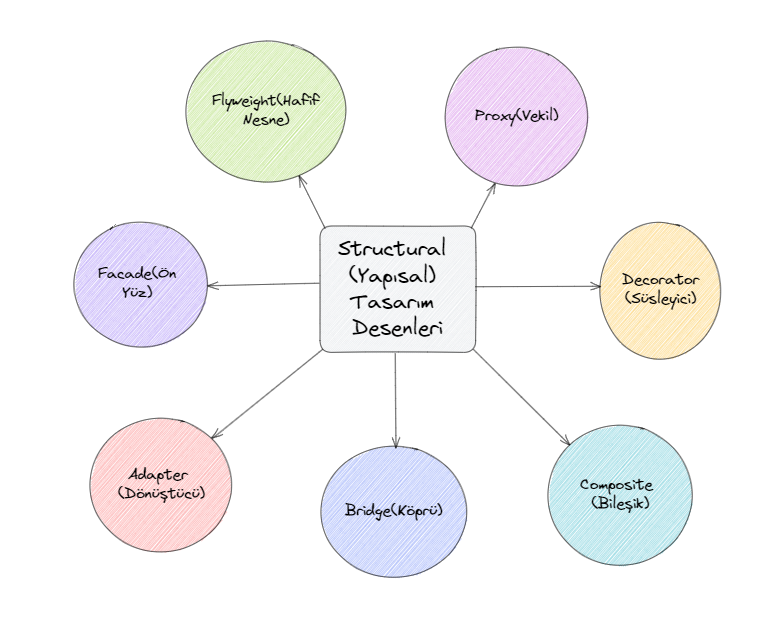 Flyweight(Hafif
Nesne)
Proxy(Vekil)
Structural
(Yapısal)
Tasarım
Desenleri
Facade(Ön
Yüz)
Decorator
(Süsleyici)
Adapter
(Dönüştücü)
Bridge(Köprü)
Composite
(Bileşik)